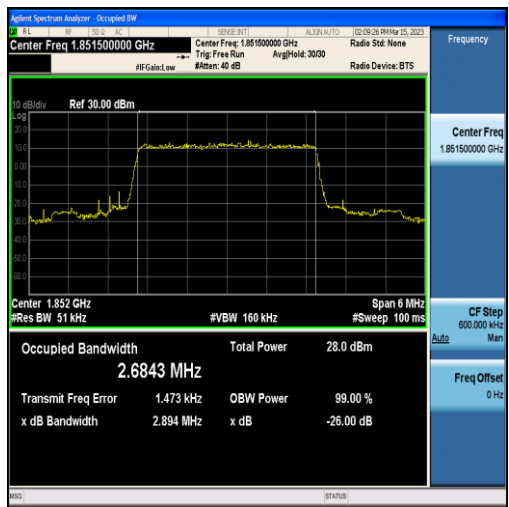 Agilent Spectrum Analyzer - Occupied BW
RL RF 50 Ω AC SENSE:INT ALIGN AUTO 02:09:26 PM Mar 15, 2023
Center Freq 1.851500000 GHz
Center Freq: 1.851500000 GHz Radio Std: None
Trig: Free Run Avg|Hold: 30/30
#IFGain:Low #Atten: 40 dB Radio Device: BTS
Frequency
10 dB/div Ref 30.00 dBm
Log
20.0
10.0
0.00
-10.0
-20.0
-30.0
-40.0
-50.0
-60.0
Center Freq
1.851500000 GHz
Center 1.852 GHz Span 6 MHz
#Res BW 51 kHz #VBW 160 kHz #Sweep 100 ms
CF Step
600.000 kHz
Auto Man
Occupied Bandwidth Total Power 28.0 dBm
2.6843 MHz
Freq Offset
0 Hz
Transmit Freq Error 1.473 kHz OBW Power 99.00 %
x dB Bandwidth 2.894 MHz x dB -26.00 dB
MSG STATUS